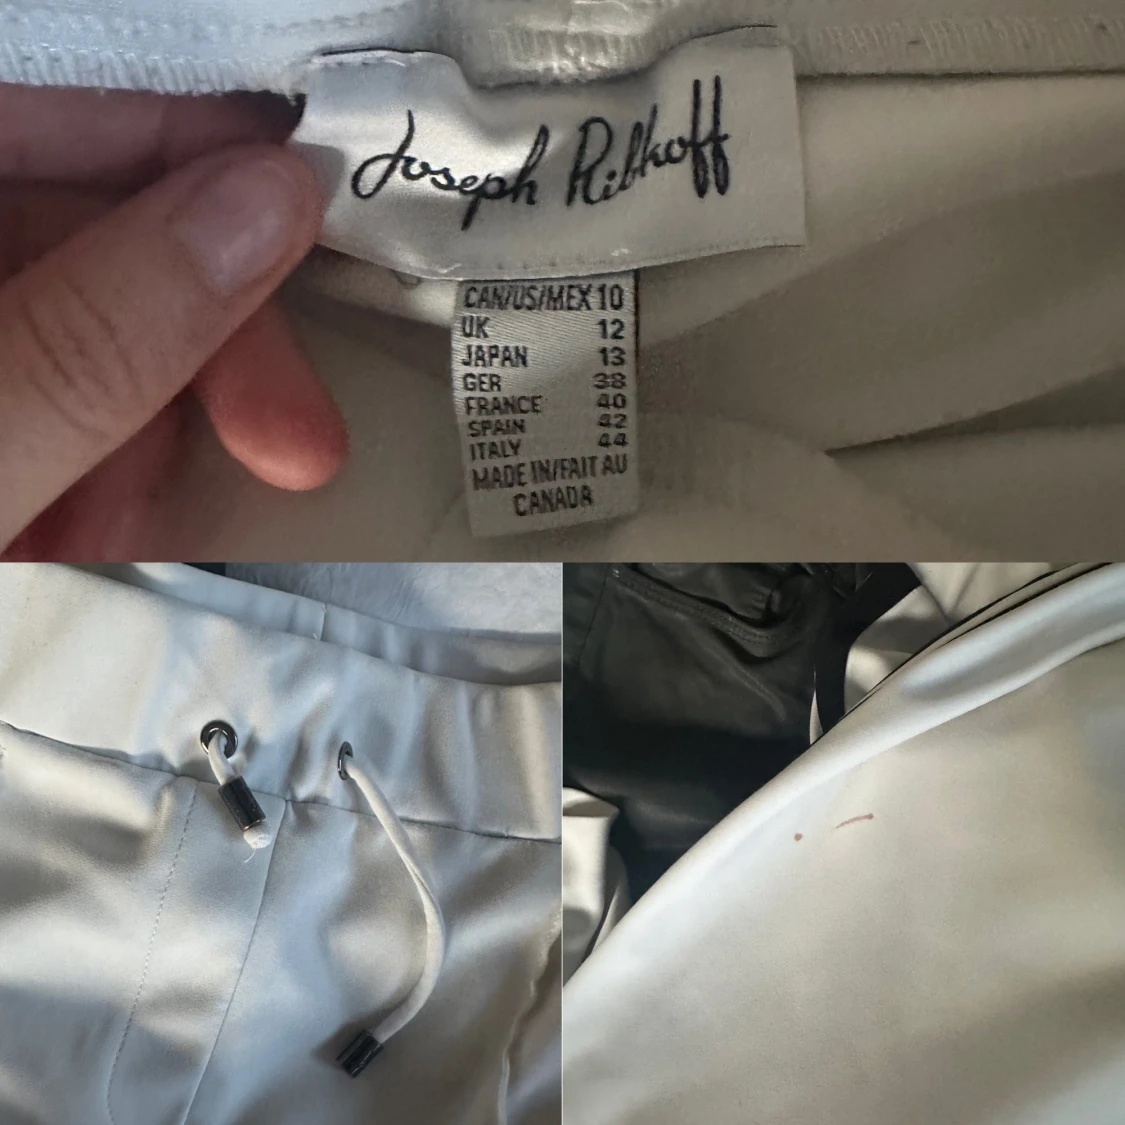 Joseph Ribkoff
CAN/US/MEX 10
UK 12
JAPAN 13
GER 38
FRANCE 40
SPAIN 42
ITALY 44
MADE IN/FAIT AU
CANADA